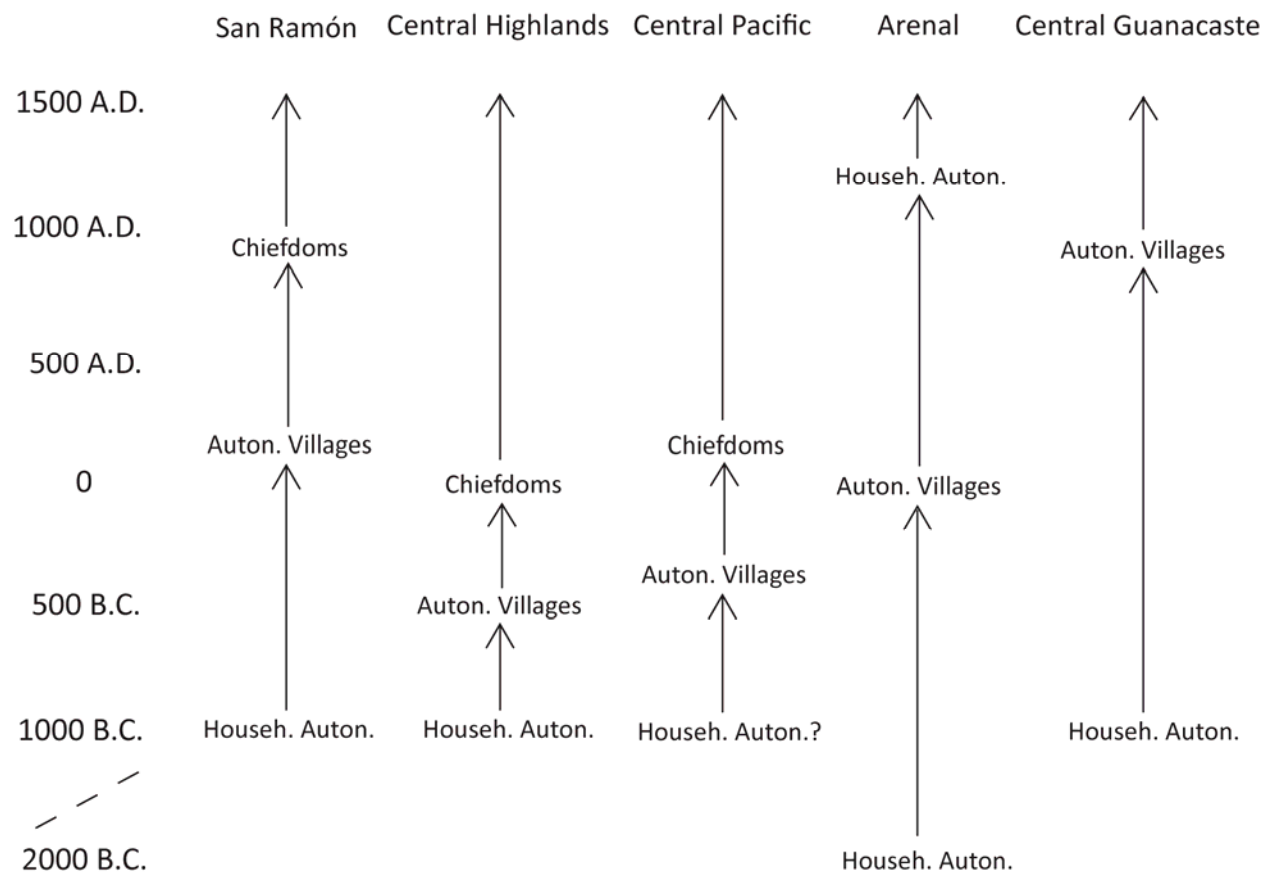 San Ramón Central Highlands Central Pacific Arenal Central Guanacaste
1500 A.D.
Househ. Auton.
1000 A.D.
Chiefdoms Auton. Villages
500 A.D.
Auton. Villages Chiefdoms
0 Chiefdoms Auton. Villages
Auton. Villages
500 B.C. Auton. Villages
1000 B.C. Househ. Auton. Househ. Auton. Househ. Auton.? Househ. Auton.
2000 B.C. Househ. Auton.